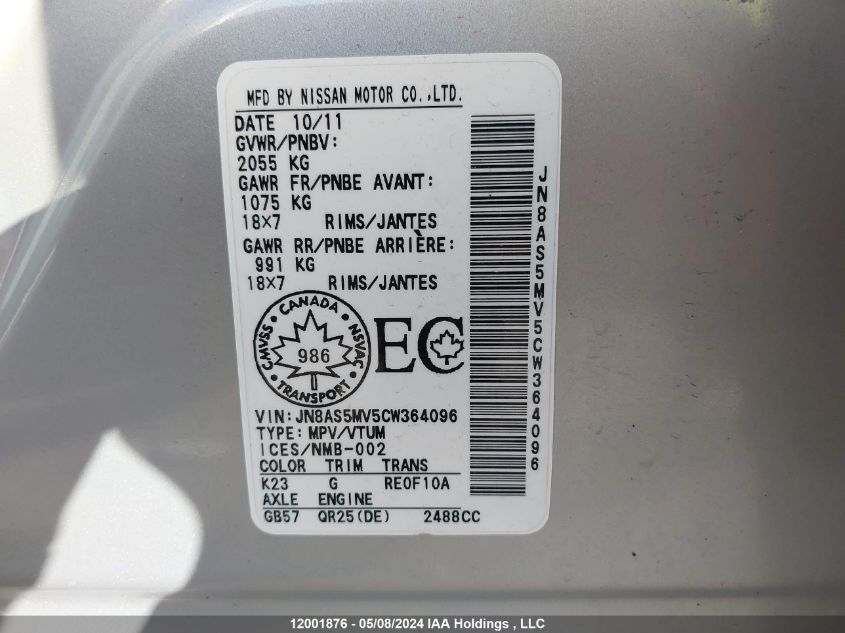 MFD BY NISSAN MOTOR CO.,LTD.
DATE 10/11
GVWR/PNBV:
2055 KG
GAWR FR/PNBE AVANT:
1075 KG
18×7 RIMS/JANTES
GAWR RR/PNBE ARRIÈRE:
991 KG
18×7 RIMS/JANTES
CANADA
CMVSS
NSVAC
986
TRANSPORT
EC
VIN:JN8AS5MV5CW364096
TYPE:MPV/VTUM
ICES/NMB-002
COLOR TRIM TRANS
K23 G RE0F10A
AXLE ENGINE
GB57 QR25(DE) 2488CC
JN8AS5MV5CW364096
12001876 - 05/08/2024 IAA Holdings , LLC